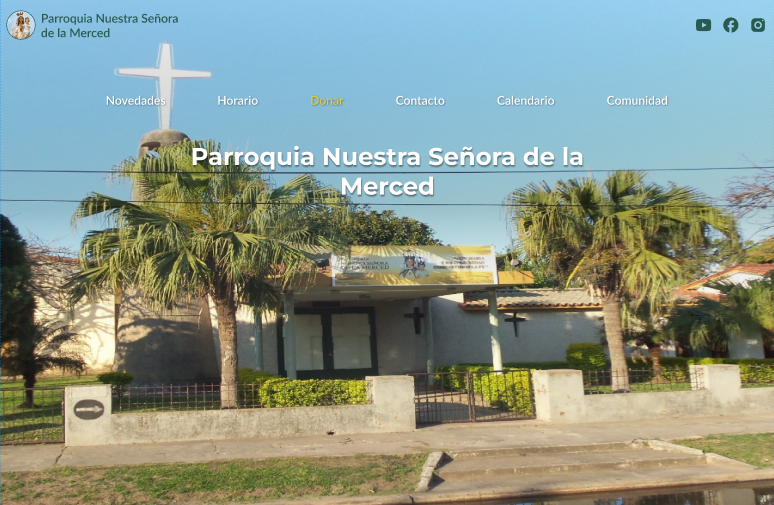 Parroquia Nuestra Señora
de la Merced
Novedades Horario Donar Contacto Calendario Comunidad
Parroquia Nuestra Señora de la
Merced